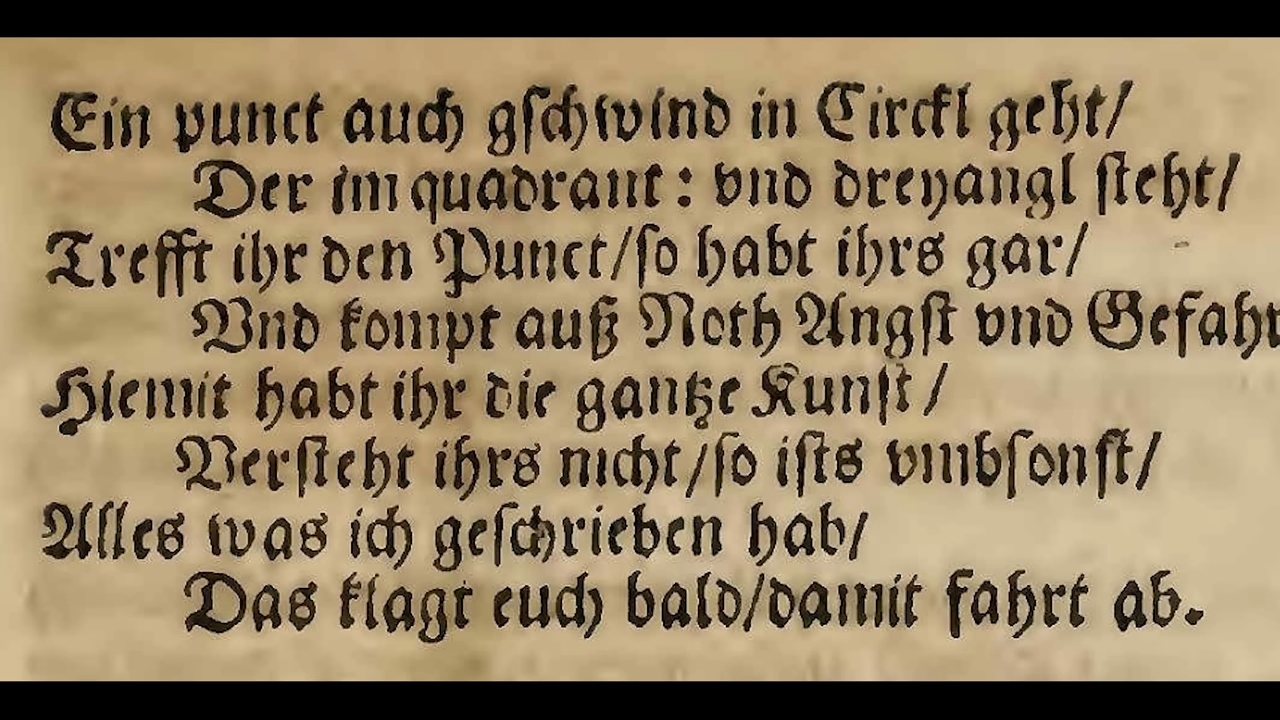 Ein punct auch gſchwind in Circkl geht/
Der im quadrant: vnd dreyangl ſteht/
Trefft ihr den Punct/ſo habt ihrs gar/
Vnd kompt auß Noth Angſt vnd Gefahr
Hiemit habt ihr die gantze Kunſt/
Verſteht ihrs nicht/ſo iſts vmbſonſt/
Alles was ich geſchrieben hab/
Das klagt euch bald/damit fahrt ab.